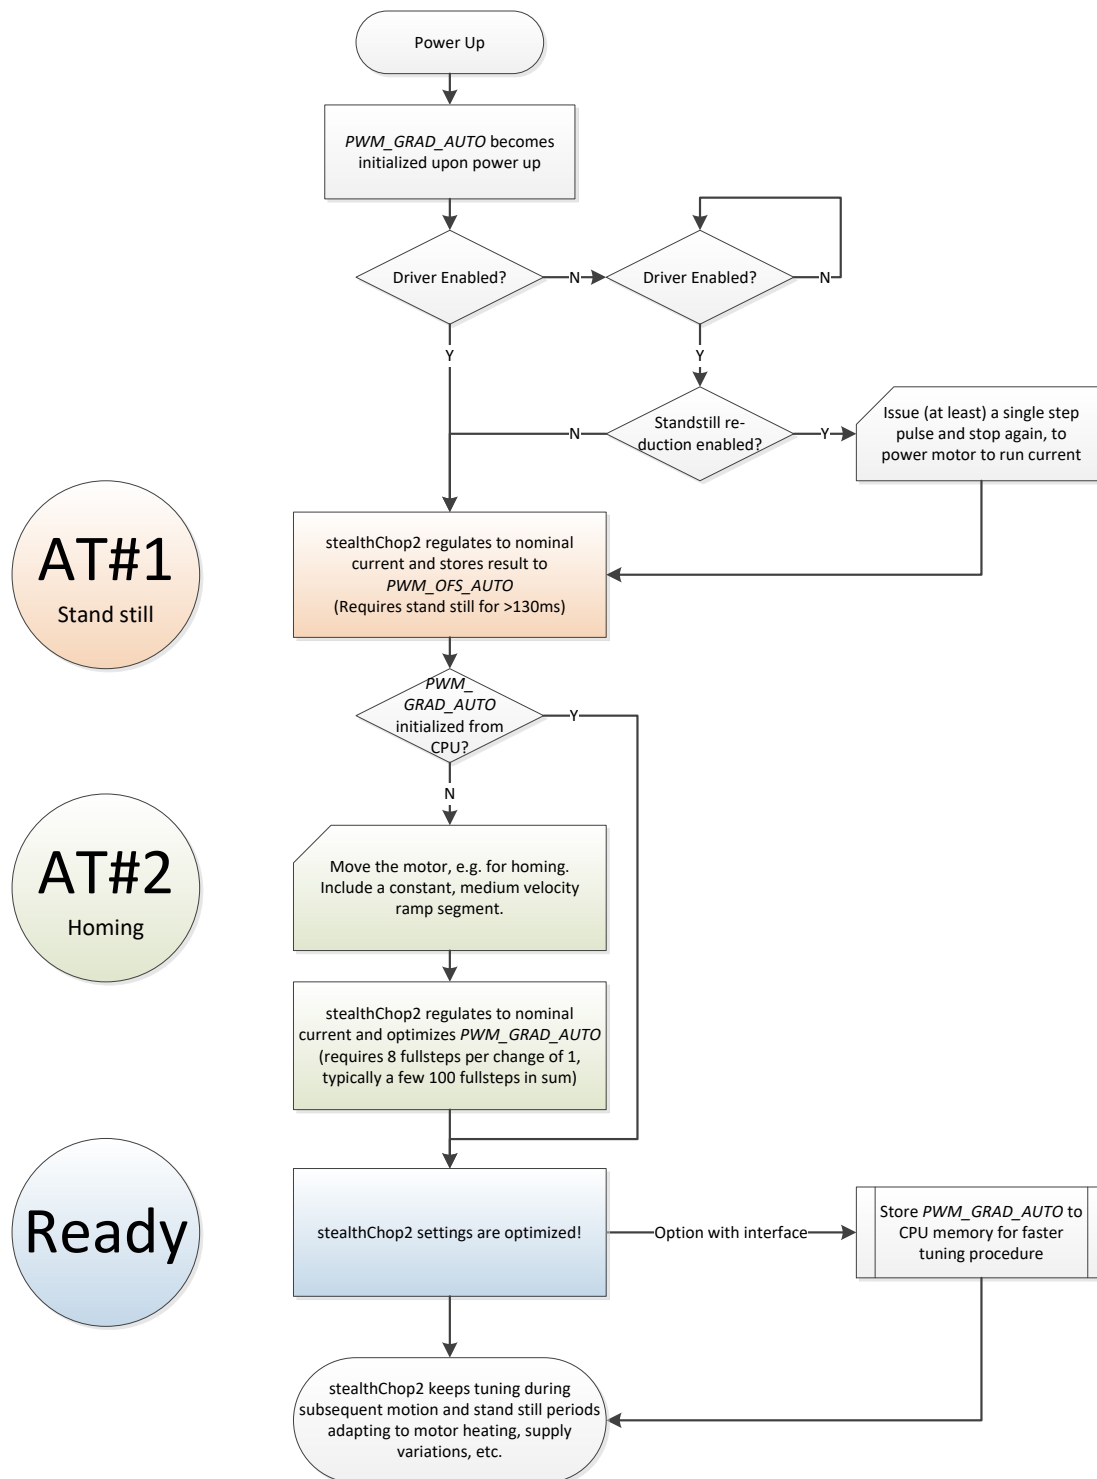 Power Up
PWM_GRAD_AUTO becomes
initialized upon power up
Driver Enabled?
N
Driver Enabled?
N
Y
Y
Standstill re-
duction enabled?
N
Y
Issue (at least) a single step
pulse and stop again, to
power motor to run current
AT#1
Stand still
stealthChop2 regulates to nominal
current and stores result to
PWM_OFS_AUTO
(Requires stand still for >130ms)
PWM_
GRAD_AUTO
initialized from
CPU?
Y
N
AT#2
Homing
Move the motor, e.g. for homing.
Include a constant, medium velocity
ramp segment.
stealthChop2 regulates to nominal
current and optimizes PWM_GRAD_AUTO
(requires 8 fullsteps per change of 1,
typically a few 100 fullsteps in sum)
Ready
stealthChop2 settings are optimized!
Option with interface
Store PWM_GRAD_AUTO to
CPU memory for faster
tuning procedure
stealthChop2 keeps tuning during
subsequent motion and stand still periods
adapting to motor heating, supply
variations, etc.